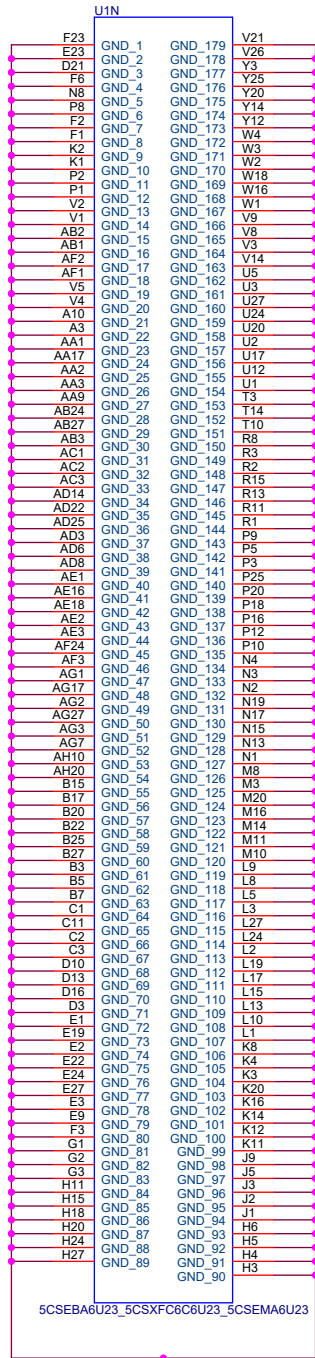 U1N
F23 GND_1 GND_179 V21
E23 GND_2 GND_178 V26
D21 GND_3 GND_177 Y3
F6 GND_4 GND_176 Y25
N8 GND_5 GND_175 Y20
P8 GND_6 GND_174 Y14
F2 GND_7 GND_173 Y12
F1 GND_8 GND_172 W4
K2 GND_9 GND_171 W3
K1 GND_10 GND_170 W2
P2 GND_11 GND_169 W18
P1 GND_12 GND_168 W16
V2 GND_13 GND_167 W1
V1 GND_14 GND_166 V9
AB2 GND_15 GND_165 V8
AB1 GND_16 GND_164 V3
AF2 GND_17 GND_163 V14
AF1 GND_18 GND_162 U5
V5 GND_19 GND_161 U3
V4 GND_20 GND_160 U27
A10 GND_21 GND_159 U24
A3 GND_22 GND_158 U20
AA1 GND_23 GND_157 U2
AA17 GND_24 GND_156 U17
AA2 GND_25 GND_155 U12
AA3 GND_26 GND_154 U1
AA9 GND_27 GND_153 T3
AB24 GND_28 GND_152 T14
AB27 GND_29 GND_151 T10
AB3 GND_30 GND_150 R8
AC1 GND_31 GND_149 R3
AC2 GND_32 GND_148 R2
AC3 GND_33 GND_147 R15
AD14 GND_34 GND_146 R13
AD22 GND_35 GND_145 R11
AD25 GND_36 GND_144 R1
AD3 GND_37 GND_143 P9
AD6 GND_38 GND_142 P5
AD8 GND_39 GND_141 P3
AE1 GND_40 GND_140 P25
AE16 GND_41 GND_139 P20
AE18 GND_42 GND_138 P18
AE2 GND_43 GND_137 P16
AE3 GND_44 GND_136 P12
AF24 GND_45 GND_135 P10
AF3 GND_46 GND_134 N4
AG1 GND_47 GND_133 N3
AG17 GND_48 GND_132 N2
AG2 GND_49 GND_131 N19
AG27 GND_50 GND_130 N17
AG3 GND_51 GND_129 N15
AG7 GND_52 GND_128 N13
AH10 GND_53 GND_127 N1
AH20 GND_54 GND_126 M8
B15 GND_55 GND_125 M3
B17 GND_56 GND_124 M20
B20 GND_57 GND_123 M16
B22 GND_58 GND_122 M14
B25 GND_59 GND_121 M11
B27 GND_60 GND_120 M10
B3 GND_61 GND_119 L9
B5 GND_62 GND_118 L8
B7 GND_63 GND_117 L5
C1 GND_64 GND_116 L3
C11 GND_65 GND_115 L27
C2 GND_66 GND_114 L24
C3 GND_67 GND_113 L2
D10 GND_68 GND_112 L19
D13 GND_69 GND_111 L17
D16 GND_70 GND_110 L15
D3 GND_71 GND_109 L13
E1 GND_72 GND_108 L10
E19 GND_73 GND_107 L1
E2 GND_74 GND_106 K8
E22 GND_75 GND_105 K4
E24 GND_76 GND_104 K3
E27 GND_77 GND_103 K20
E3 GND_78 GND_102 K16
E9 GND_79 GND_101 K14
F3 GND_80 GND_100 K12
G1 GND_81 GND_99 K11
G2 GND_82 GND_98 J9
G3 GND_83 GND_97 J5
H11 GND_84 GND_96 J3
H15 GND_85 GND_95 J2
H18 GND_86 GND_94 J1
H20 GND_87 GND_93 H6
H24 GND_88 GND_92 H5
H27 GND_89 GND_91 H4
GND_90 H3
5CSEBA6U23_5CSXFC6C6U23_5CSEMA6U23